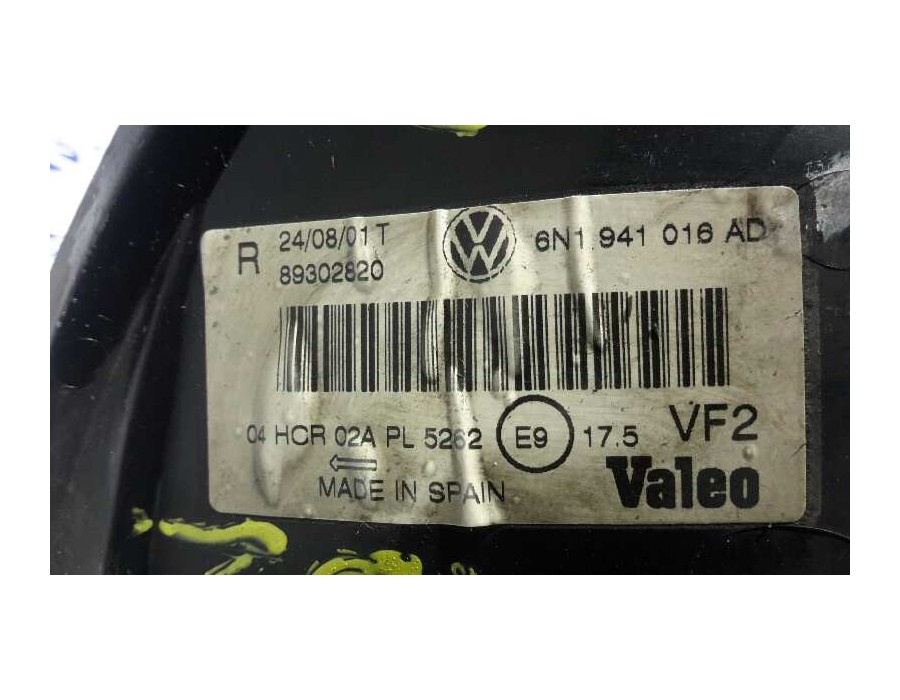 R 24/08/01 T VW 6N1 941 016 AD
89302820
04 HCR 02A PL 5262 E9 17.5 VF2
MADE IN SPAIN Valeo